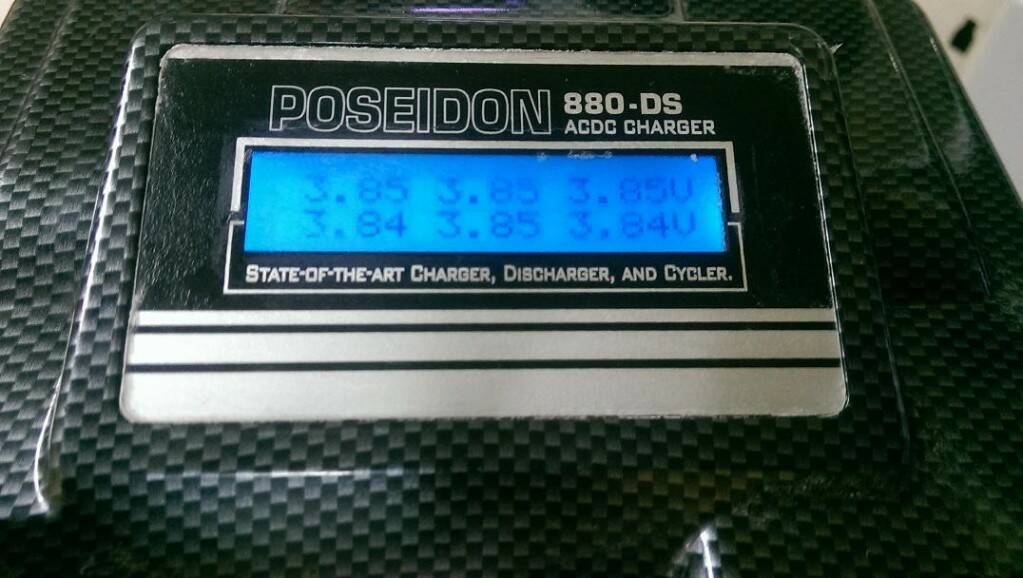 POSEIDON 880-DS
ACDC CHARGER
3.85 3.85 3.85V
3.84 3.85 3.84V
STATE-OF-THE-ART CHARGER, DISCHARGER, AND CYCLER.